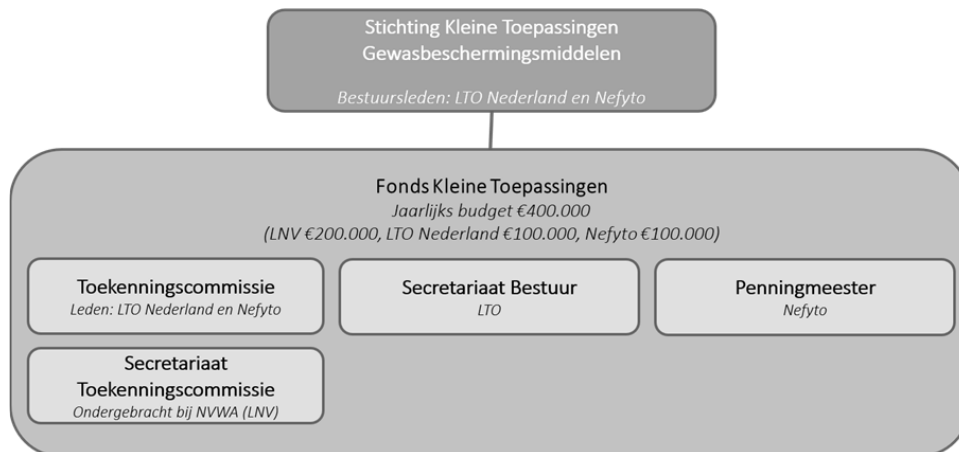 Stichting Kleine Toepassingen
Gewasbeschermingsmiddelen
Bestuursleden: LTO Nederland en Nefyto
Fonds Kleine Toepassingen
Jaarlijks budget €400.000
(LNV €200.000, LTO Nederland €100.000, Nefyto €100.000)
Toekenningscommissie
Leden: LTO Nederland en Nefyto
Secretariaat Bestuur
LTO
Penningmeester
Nefyto
Secretariaat
Toekenningscommissie
Ondergebracht bij NVWA (LNV)